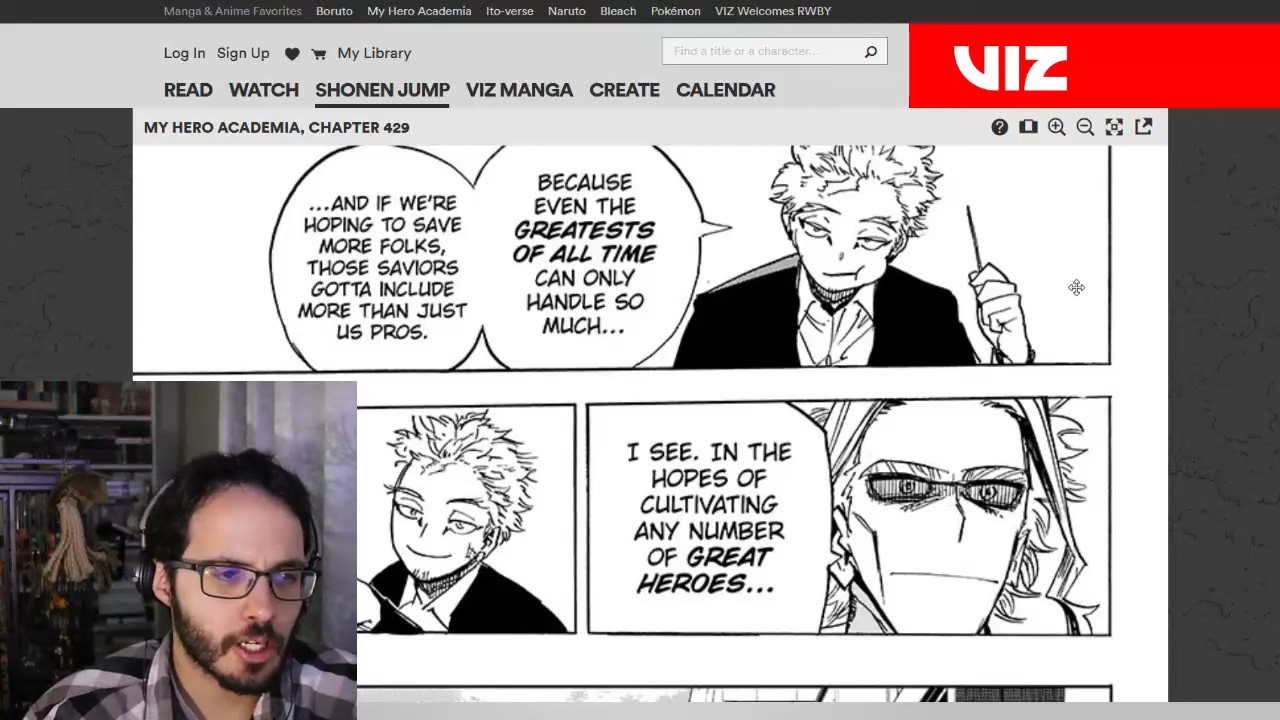 Manga & Anime Favorites Boruto My Hero Academia Ito-verse Naruto Bleach Pokémon VIZ Welcomes RWBY
Log In Sign Up My Library
Find a title or a character...
VIZ
READ WATCH SHONEN JUMP VIZ MANGA CREATE CALENDAR
MY HERO ACADEMIA, CHAPTER 429
BECAUSE
EVEN THE
GREATESTS
OF ALL TIME
CAN ONLY
HANDLE SO
MUCH...
...AND IF WE'RE
HOPING TO SAVE
MORE FOLKS,
THOSE SAVIORS
GOTTA INCLUDE
MORE THAN JUST
US PROS.
I SEE. IN THE
HOPES OF
CULTIVATING
ANY NUMBER
OF GREAT
HEROES...